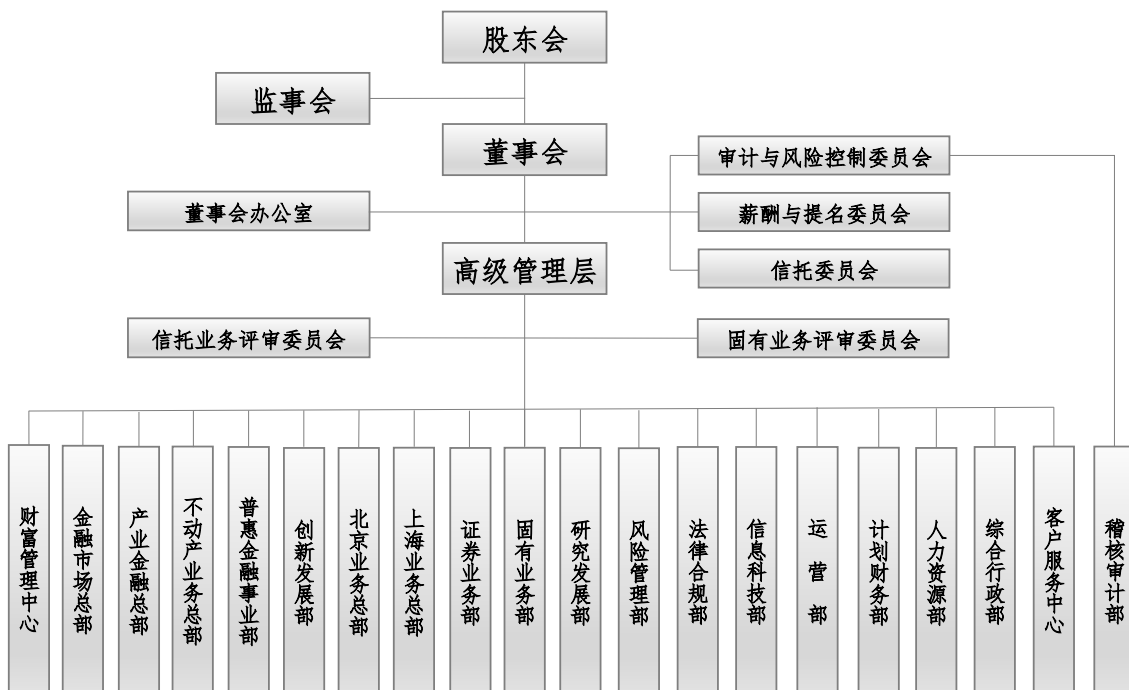 股东会
监事会
董事会
审计与风险控制委员会
董事会办公室
薪酬与提名委员会
高级管理层
信托委员会
信托业务评审委员会
固有业务评审委员会
财富管理中心
金融市场总部
产业金融总部
不动产业务总部
普惠金融事业部
创新发展部
北京业务总部
上海业务总部
证券业务部
固有业务部
研究发展部
风险管理部
法律合规部
信息科技部
运营部
计划财务部
人力资源部
综合行政部
客户服务中心
稽核审计部